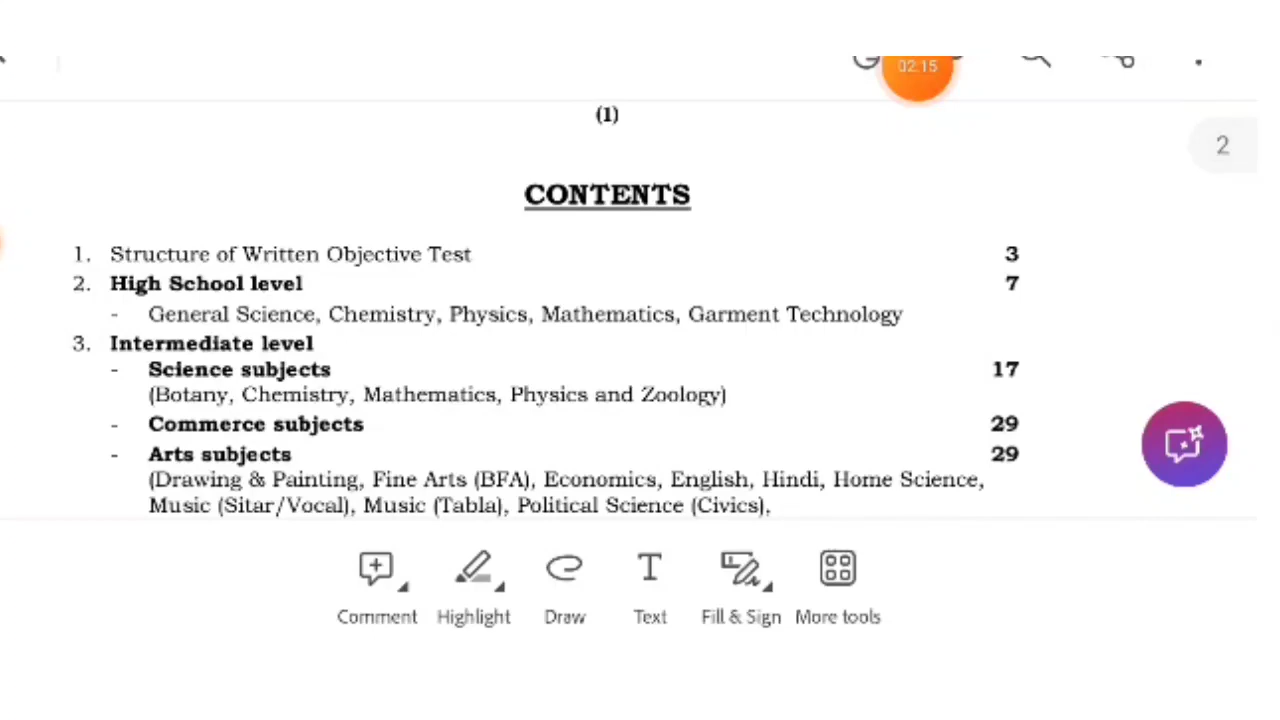 02:15
(1)
2
CONTENTS
1. Structure of Written Objective Test 3
2. High School level 7
- General Science, Chemistry, Physics, Mathematics, Garment Technology
3. Intermediate level
- Science subjects 17
(Botany, Chemistry, Mathematics, Physics and Zoology)
- Commerce subjects 29
- Arts subjects 29
(Drawing & Painting, Fine Arts (BFA), Economics, English, Hindi, Home Science,
Music (Sitar/Vocal), Music (Tabla), Political Science (Civics),
Comment Highlight Draw Text Fill & Sign More tools